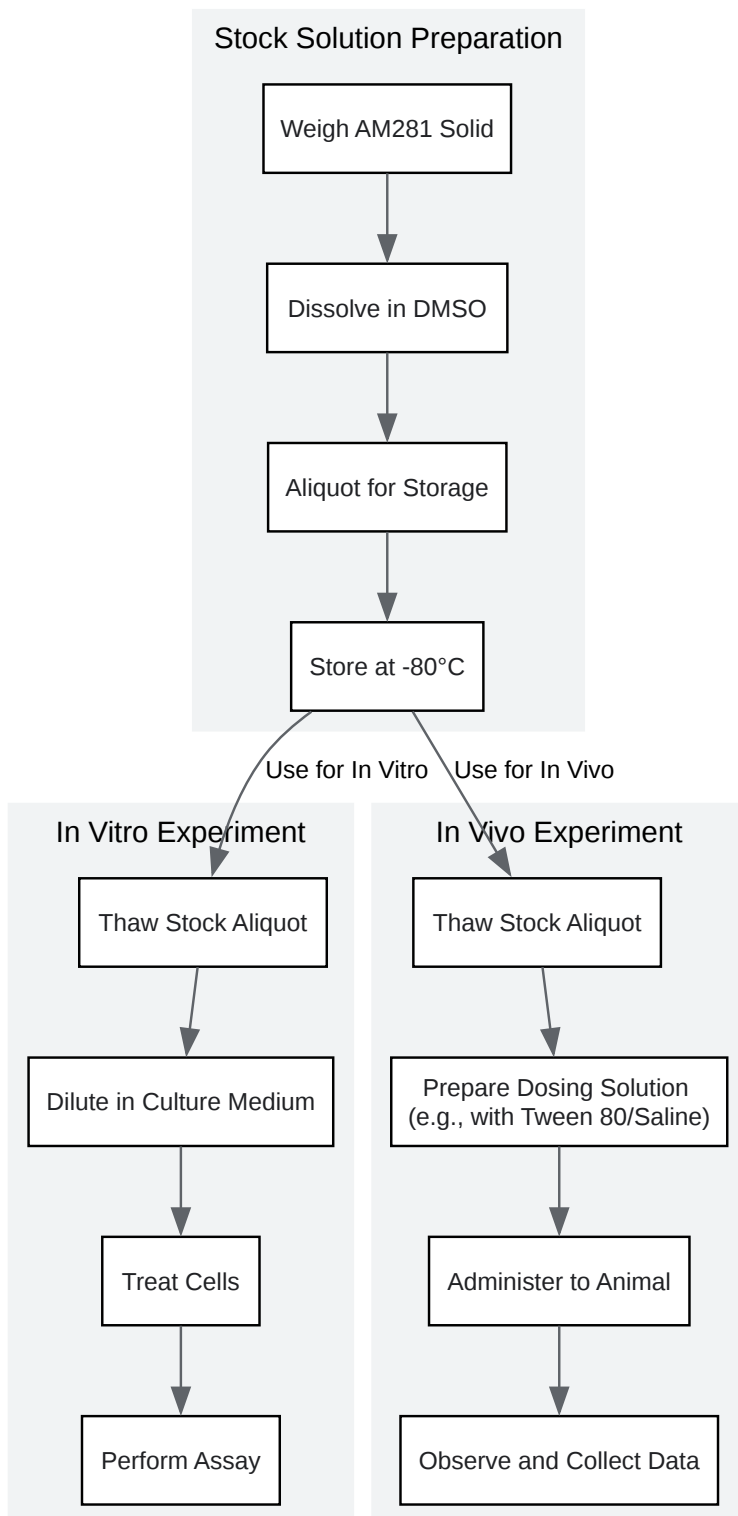 Stock Solution Preparation
Weigh AM281 Solid
Dissolve in DMSO
Aliquot for Storage
Store at -80°C
Use for In Vitro
Use for In Vivo
In Vitro Experiment
Thaw Stock Aliquot
Dilute in Culture Medium
Treat Cells
Perform Assay
In Vivo Experiment
Thaw Stock Aliquot
Prepare Dosing Solution
(e.g., with Tween 80/Saline)
Administer to Animal
Observe and Collect Data